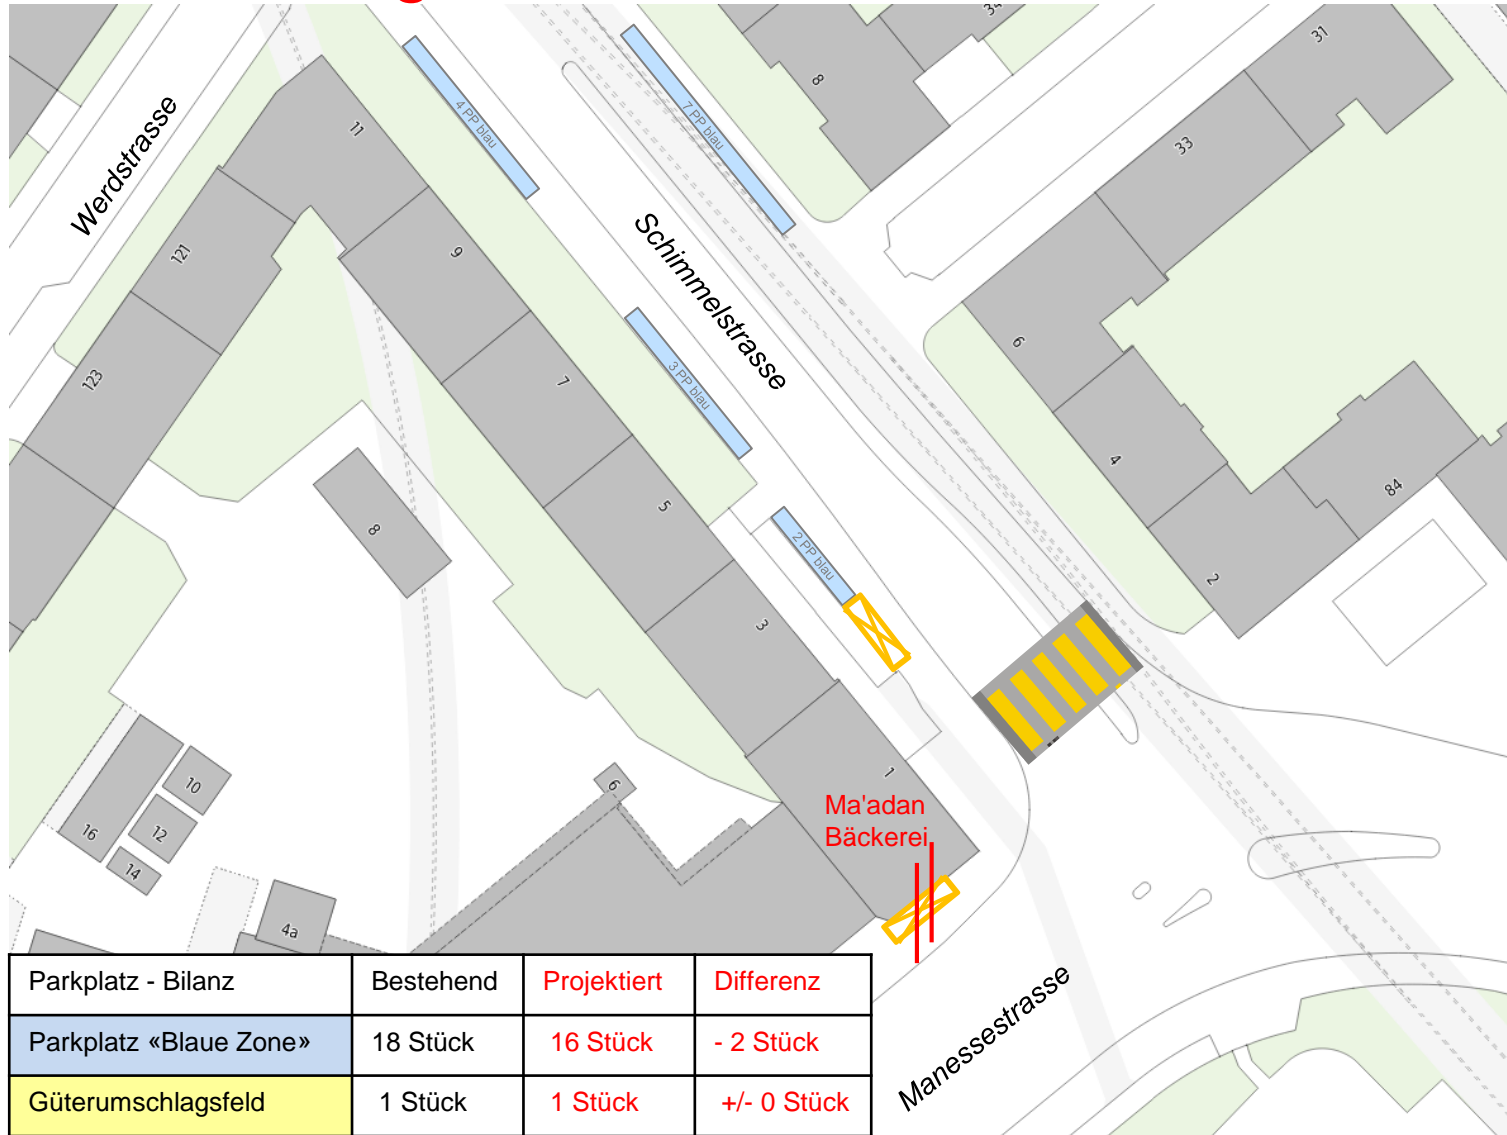 34
31
8
33
11
4 PP blau
7 PP blau
Werdstrasse
Schimmelstrasse
121
9
123
7
3 PP blau
6
4
84
5
8
2 PP blau
2
3
1
10
16
12
14
6
4a
Ma'adan
Bäckerei
Manessestrasse
Parkplatz - Bilanz Bestehend Projektiert Differenz
Parkplatz «Blaue Zone» 18 Stück 16 Stück - 2 Stück
Güterumschlagsfeld 1 Stück 1 Stück +/- 0 Stück